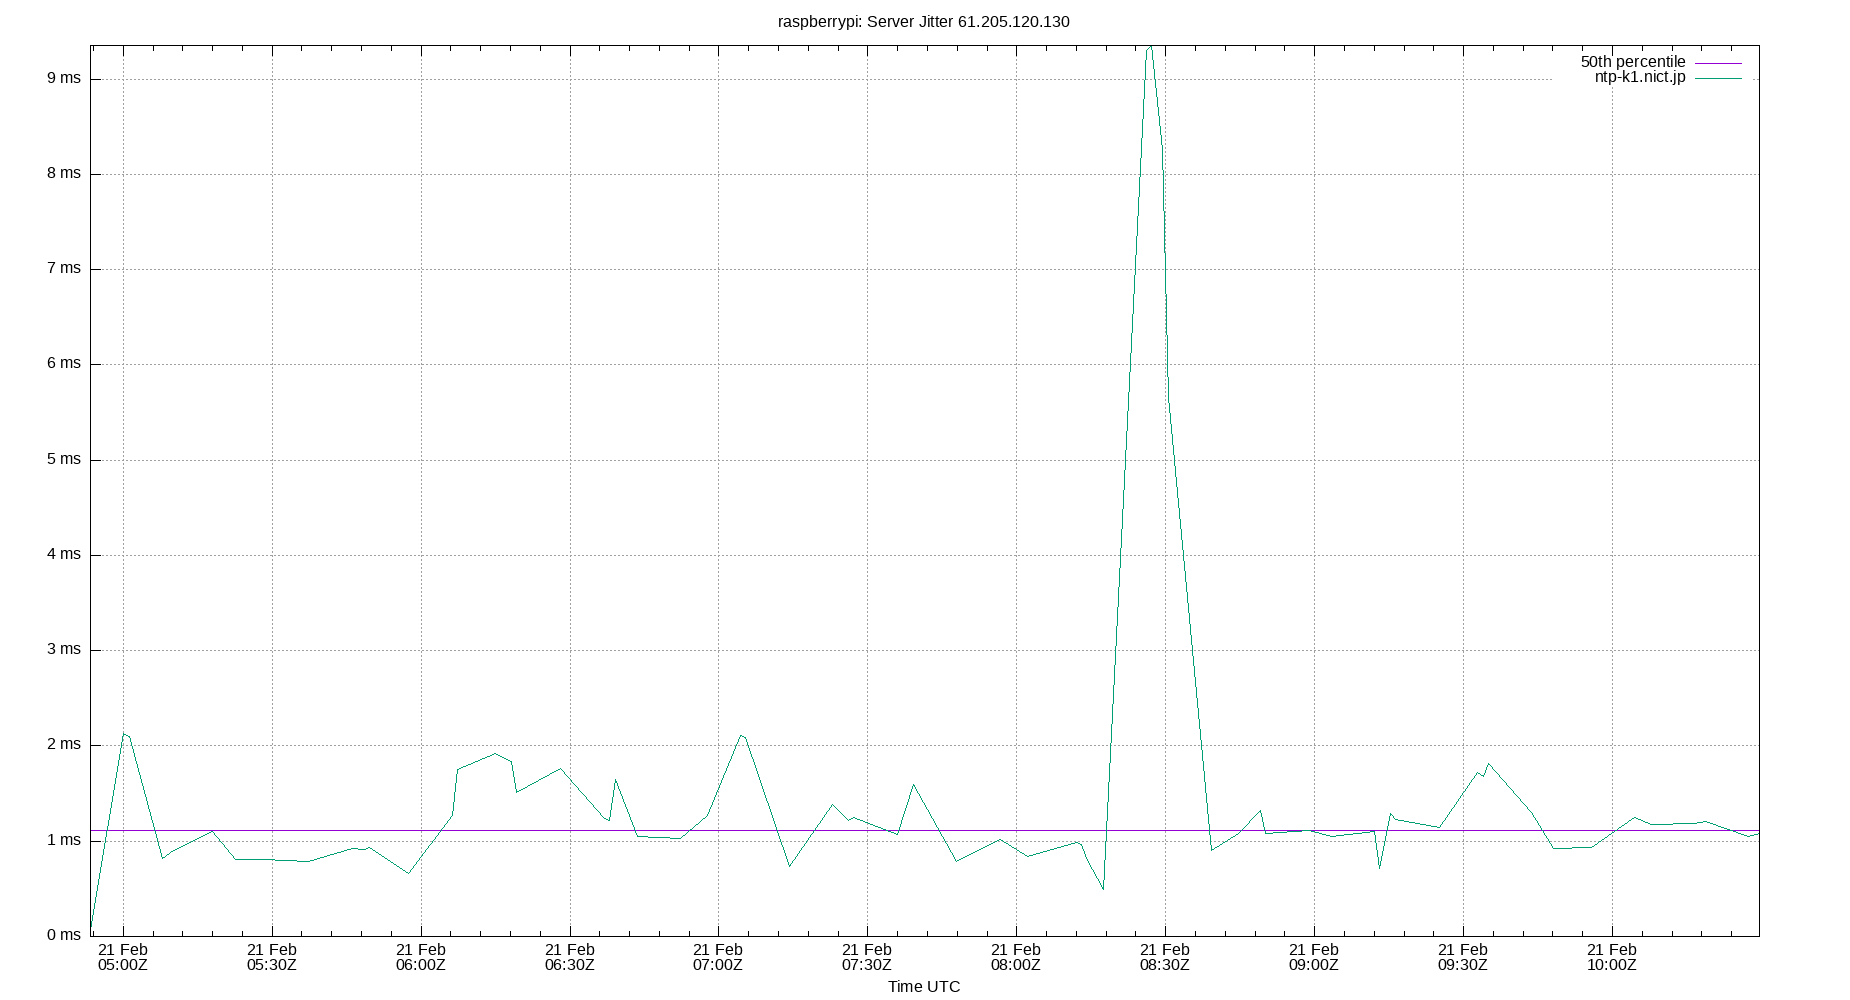 raspberrypi: Server Jitter 61.205.120.130
50th percentile
ntp-k1.nict.jp
9 ms
8 ms
7 ms
6 ms
5 ms
4 ms
3 ms
2 ms
1 ms
0 ms
21 Feb 21 Feb 21 Feb 21 Feb 21 Feb 21 Feb 21 Feb 21 Feb 21 Feb 21 Feb 21 Feb
05:00Z 05:30Z 06:00Z 06:30Z 07:00Z 07:30Z 08:00Z 08:30Z 09:00Z 09:30Z 10:00Z
Time UTC